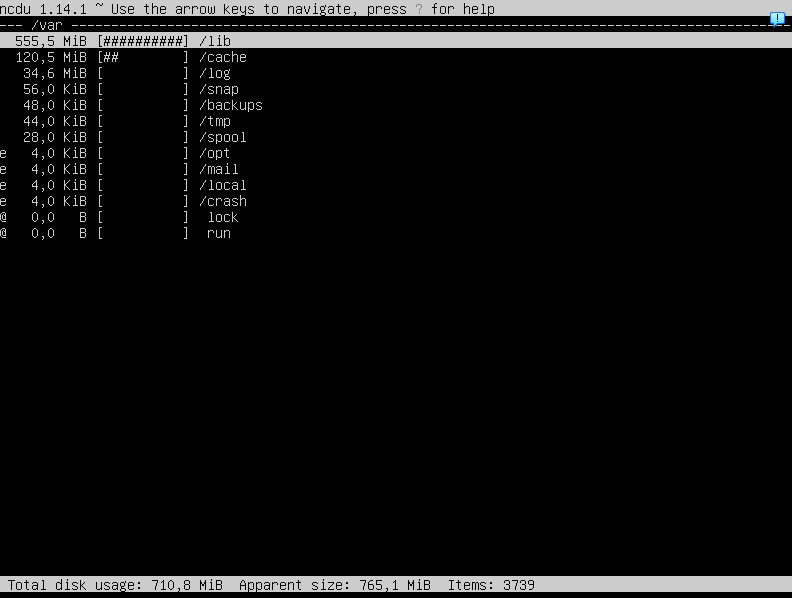 ncdu 1.14.1 ~ Use the arrow keys to navigate, press ? for help
--- /var ------------------------------------------------------------------------------------------
  555,5 MiB [##########] /lib
  120,5 MiB [##        ] /cache
   34,6 MiB [          ] /log
   56,0 KiB [          ] /snap
   48,0 KiB [          ] /backups
   44,0 KiB [          ] /tmp
   28,0 KiB [          ] /spool
e   4,0 KiB [          ] /opt
e   4,0 KiB [          ] /mail
e   4,0 KiB [          ] /local
e   4,0 KiB [          ] /crash
@   0,0   B [          ]  lock
@   0,0   B [          ]  run
 Total disk usage: 710,8 MiB  Apparent size: 765,1 MiB  Items: 3739